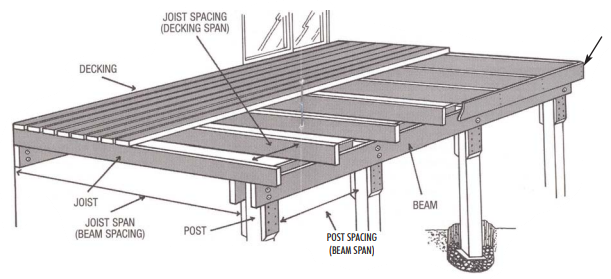 JOIST SPACING
(DECKING SPAN)
DECKING
JOIST
JOIST SPAN
(BEAM SPACING)
POST
POST SPACING
(BEAM SPAN)
BEAM